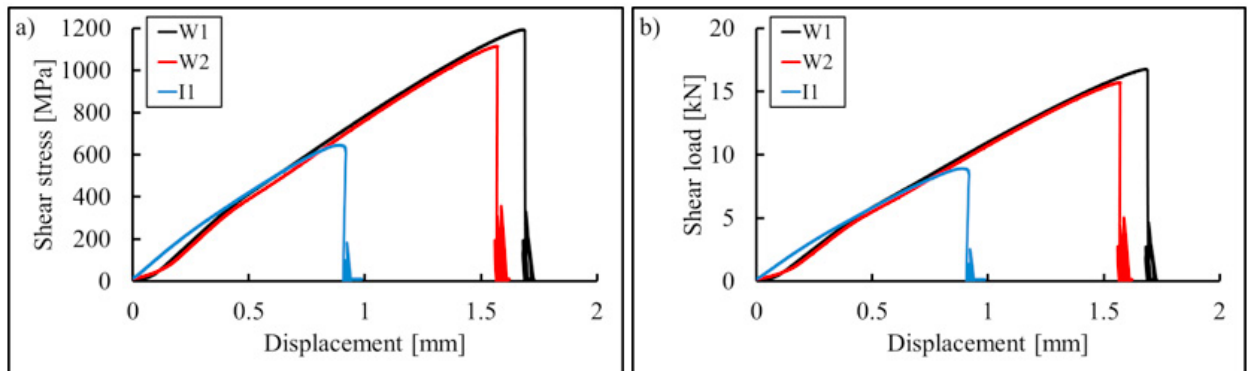 a)
W1
W2
I1
Shear stress [MPa]
1200
1000
800
600
400
200
0
0 0.5 1 1.5 2
Displacement [mm]
b)
W1
W2
I1
Shear load [kN]
20
15
10
5
0
0 0.5 1 1.5 2
Displacement [mm]